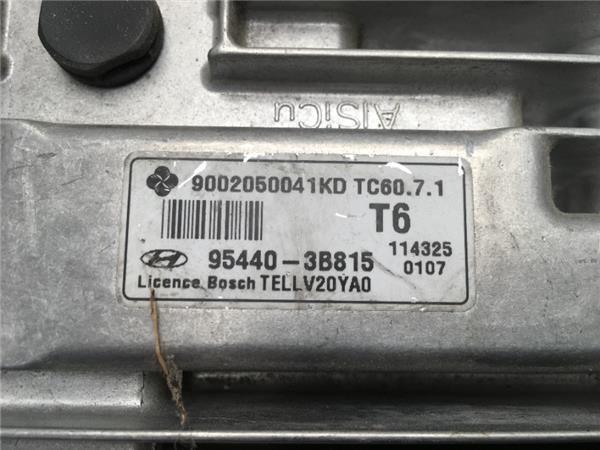 AlSiCu
9002050041KD TC60.7.1
T6
95440-3B815
114325
0107
Licence Bosch TELLV20YA0